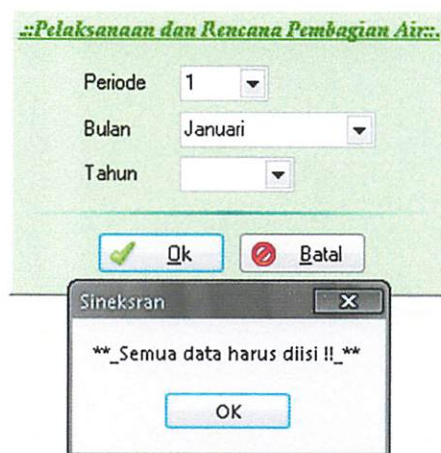 .::Pelaksanaan dan Rencana Pembagian Air::.
Periode 1
Bulan Januari
Tahun
Ok Batal
Sineksran
**_Semua data harus diisi !!_**
OK